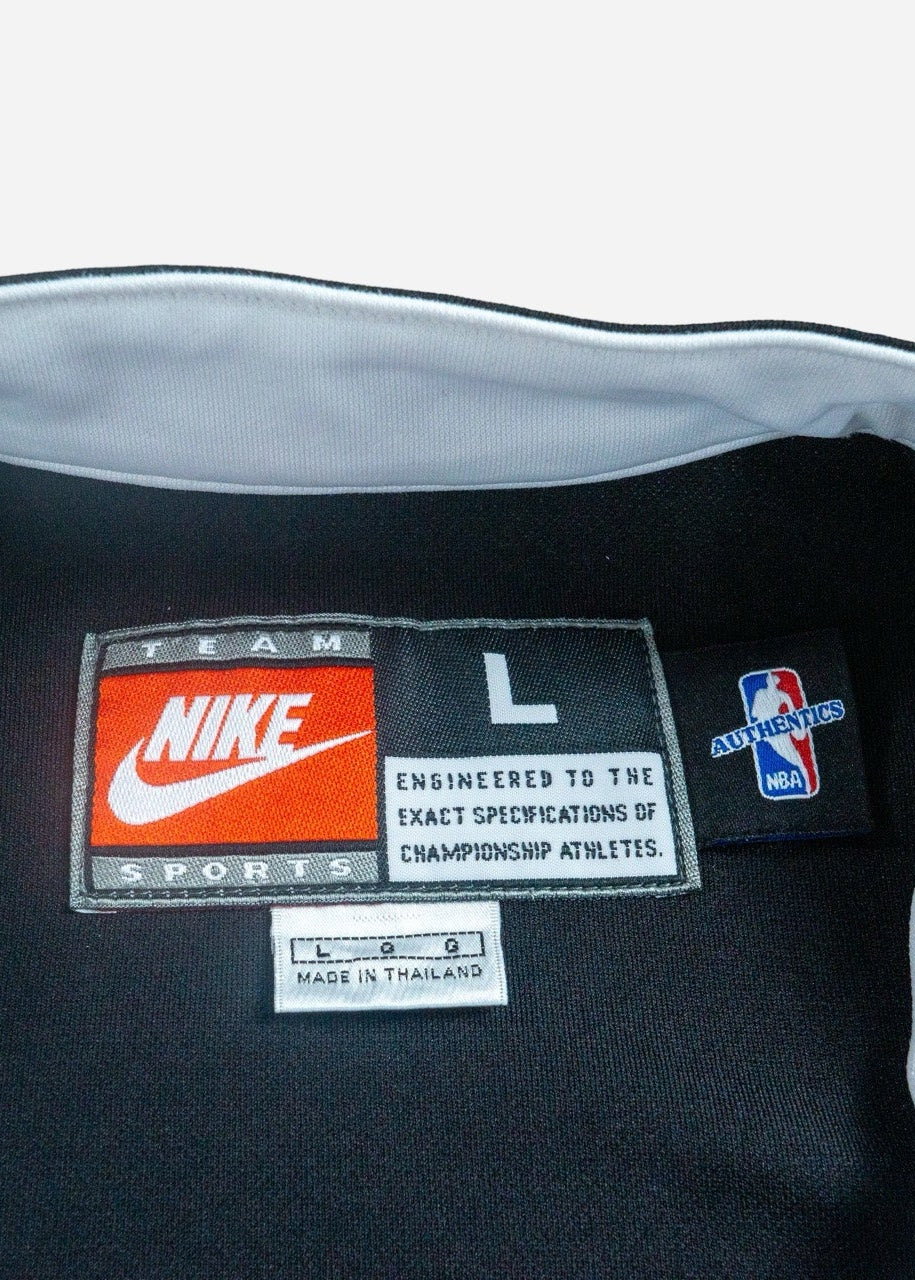 TEAM
NIKE
SPORTS
L
ENGINEERED TO THE
EXACT SPECIFICATIONS OF
CHAMPIONSHIP ATHLETES.
AUTHENTICS
NBA
L G G
MADE IN THAILAND